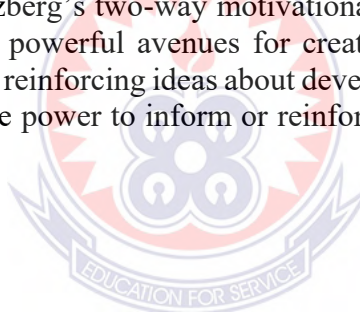 zberg's two-way motivationa
powerful avenues for creat
reinforcing ideas about deve
e power to inform or reinfor
EDUCATION FOR SERVICE